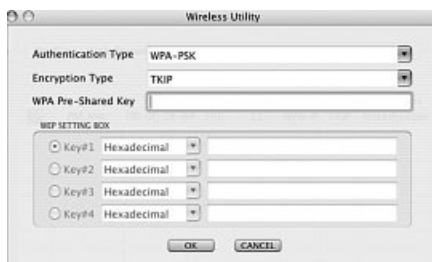 Wireless Utility
Authentication Type WPA-PSK
Encryption Type TKIP
WPA Pre-Shared Key
WEP SETTING BOX
Key#1 Hexadecimal
Key#2 Hexadecimal
Key#3 Hexadecimal
Key#4 Hexadecimal
OK CANCEL